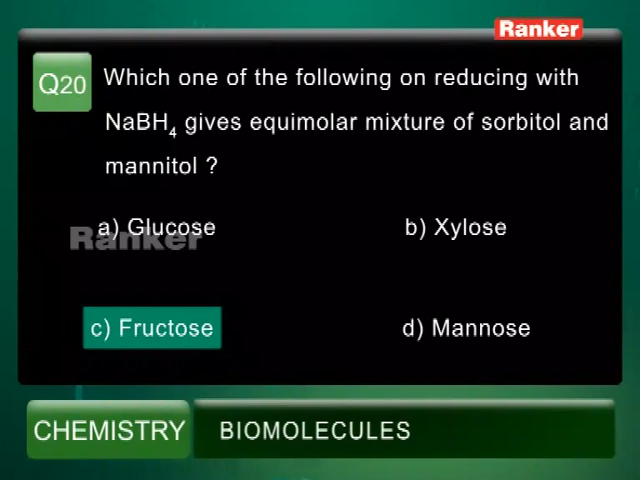 Ranker
Q20 Which one of the following on reducing with
NaBH₄ gives equimolar mixture of sorbitol and
mannitol ?
a) Glucose b) Xylose
Ranker
c) Fructose d) Mannose
CHEMISTRY BIOMOLECULES